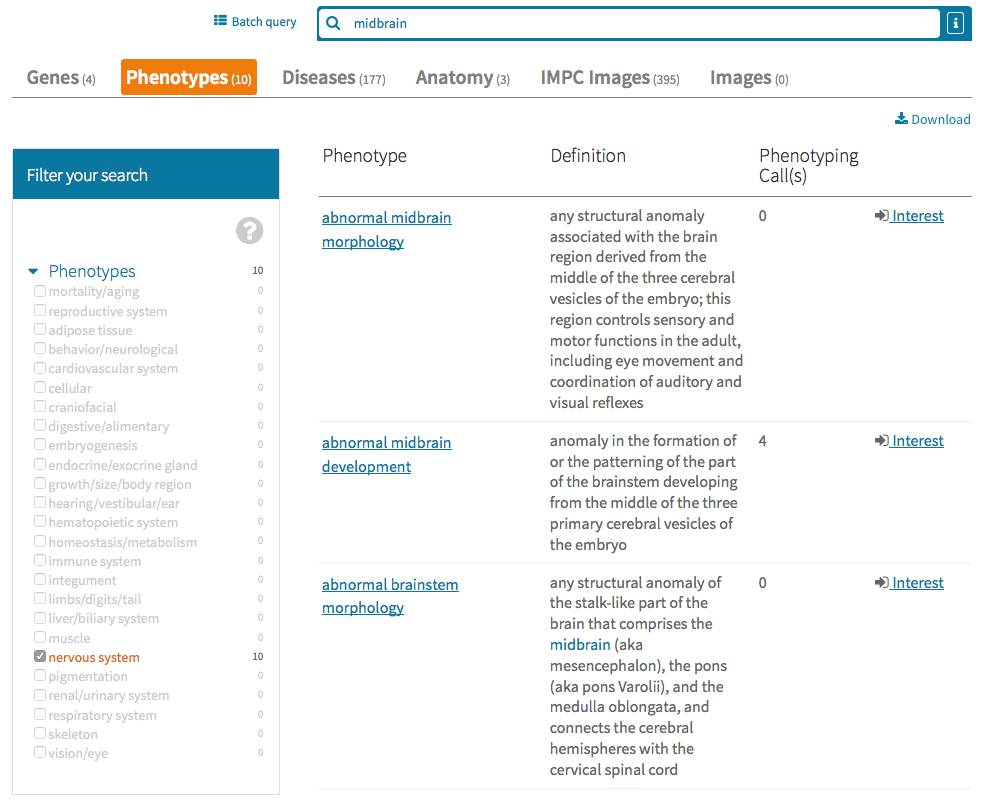 Batch query
midbrain
i
Genes (4)
Phenotypes (10)
Diseases (177)
Anatomy (3)
IMPC Images (395)
Images (0)
Download
Filter your search
?
Phenotypes 10
mortality/aging 0
reproductive system 0
adipose tissue 0
behavior/neurological 0
cardiovascular system 0
cellular 0
craniofacial 0
digestive/alimentary 0
embryogenesis 0
endocrine/exocrine gland 0
growth/size/body region 0
hearing/vestibular/ear 0
hematopoietic system 0
homeostasis/metabolism 0
immune system 0
integument 0
limbs/digits/tail 0
liver/biliary system 0
muscle 0
nervous system 10
pigmentation 0
renal/urinary system 0
respiratory system 0
skeleton 0
vision/eye 0
Phenotype
Definition
Phenotyping
Call(s)
abnormal midbrain
morphology
any structural anomaly
associated with the brain
region derived from the
middle of the three cerebral
vesicles of the embryo; this
region controls sensory and
motor functions in the adult,
including eye movement and
coordination of auditory and
visual reflexes
0
Interest
abnormal midbrain
development
anomaly in the formation of
or the patterning of the part
of the brainstem developing
from the middle of the three
primary cerebral vesicles of
the embryo
4
Interest
abnormal brainstem
morphology
any structural anomaly of
the stalk-like part of the
brain that comprises the
midbrain (aka
mesencephalon), the pons
(aka pons Varolii), and the
medulla oblongata, and
connects the cerebral
hemispheres with the
cervical spinal cord
0
Interest